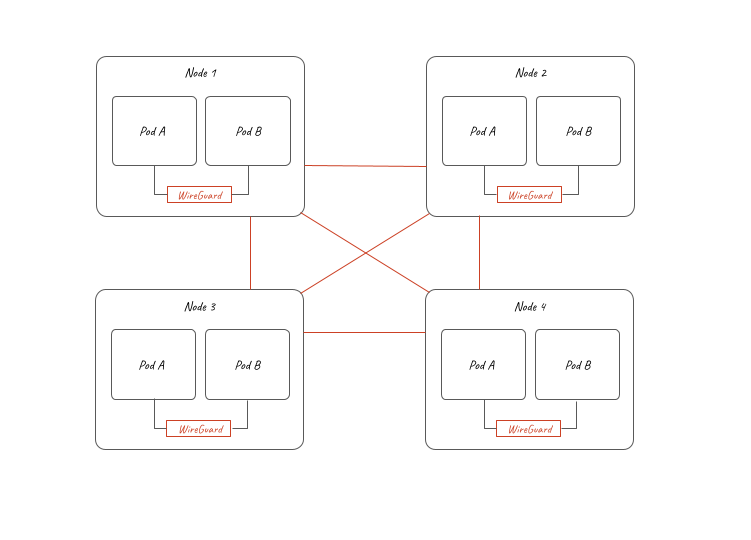 Node 1
Node 2
Pod A
Pod B
Pod A
Pod B
WireGuard
WireGuard
Node 3
Node 4
Pod A
Pod B
Pod A
Pod B
WireGuard
WireGuard